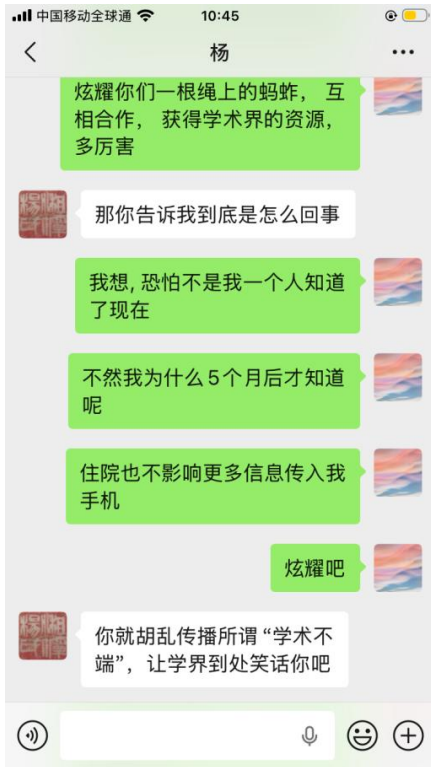 中国移动全球通 10:45
杨
炫耀你们一根绳上的蚂蚱， 互
相合作， 获得学术界的资源，
多厉害
那你告诉我到底是怎么回事
我想, 恐怕不是我一个人知道
了现在
不然我为什么5个月后才知道
呢
住院也不影响更多信息传入我
手机
炫耀吧
你就胡乱传播所谓“学术不
端”，让学界到处笑话你吧